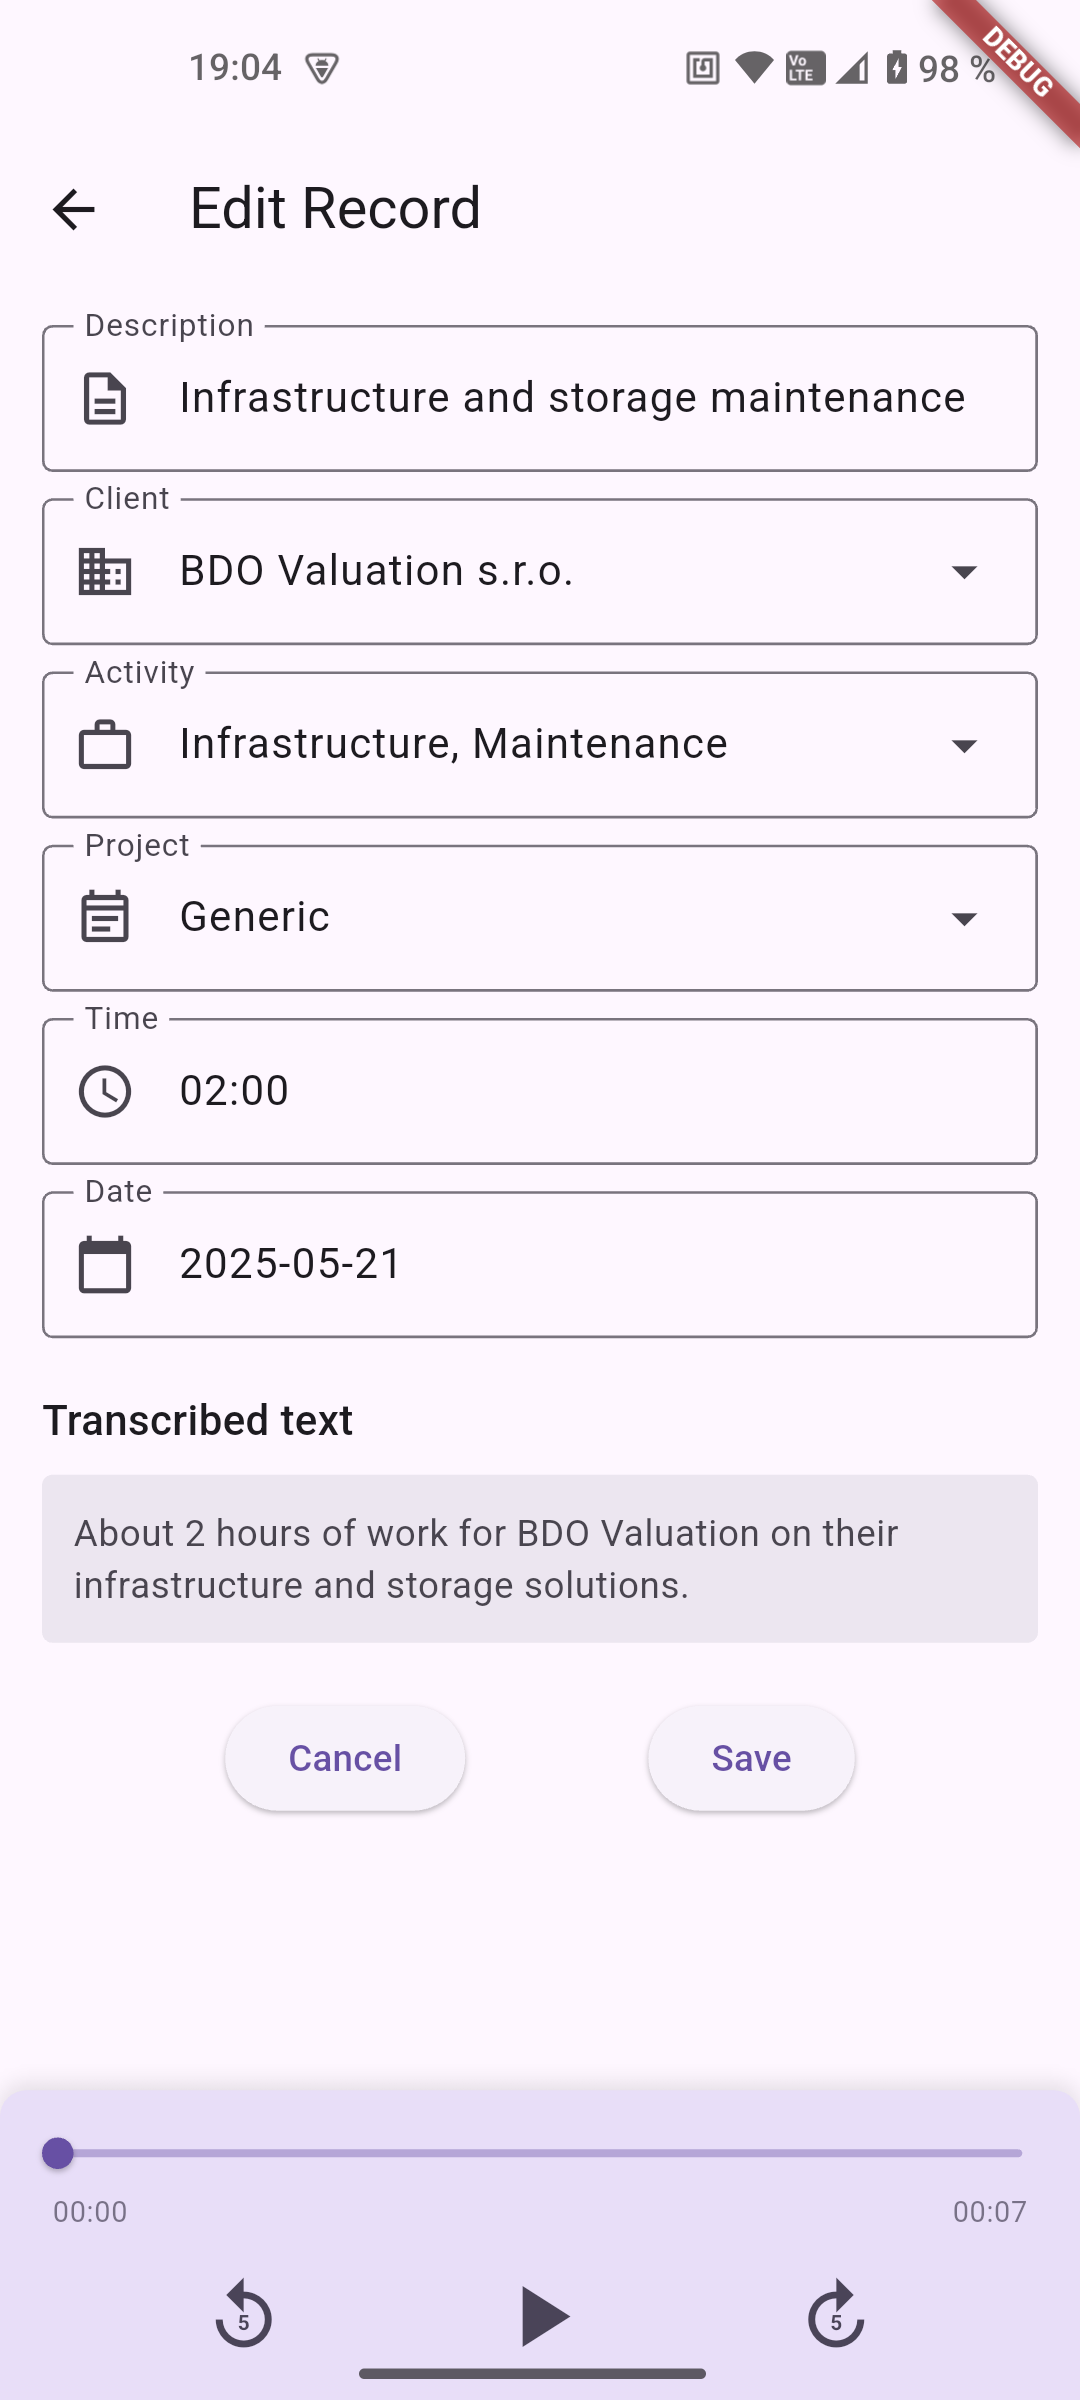 19:04
Vo
LTE
98 %
DEBUG
Edit Record
Description
Infrastructure and storage maintenance
Client
BDO Valuation s.r.o.
Activity
Infrastructure, Maintenance
Project
Generic
Time
02:00
Date
2025-05-21
Transcribed text
About 2 hours of work for BDO Valuation on their
infrastructure and storage solutions.
Cancel
Save
00:00
00:07
5
5